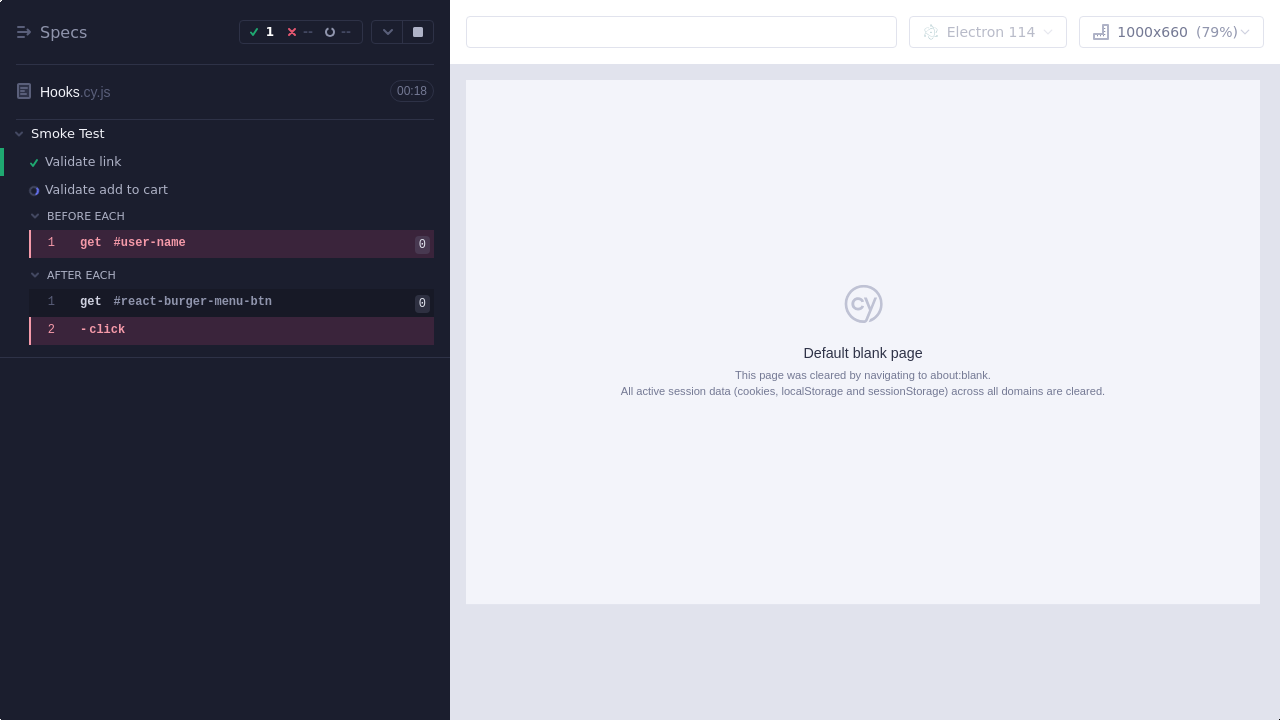 Specs
1
--
--
Hooks.cy.js
00:18
Smoke Test
Validate link
Validate add to cart
BEFORE EACH
1 get #user-name 0
AFTER EACH
1 get #react-burger-menu-btn 0
2 -click
Electron 114
1000x660 (79%)
cy
Default blank page
This page was cleared by navigating to about:blank.
All active session data (cookies, localStorage and sessionStorage) across all domains are cleared.